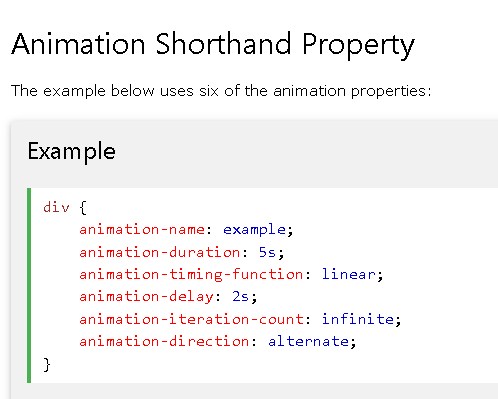 Animation Shorthand Property
The example below uses six of the animation properties:
Example
div {
    animation-name: example;
    animation-duration: 5s;
    animation-timing-function: linear;
    animation-delay: 2s;
    animation-iteration-count: infinite;
    animation-direction: alternate;
}